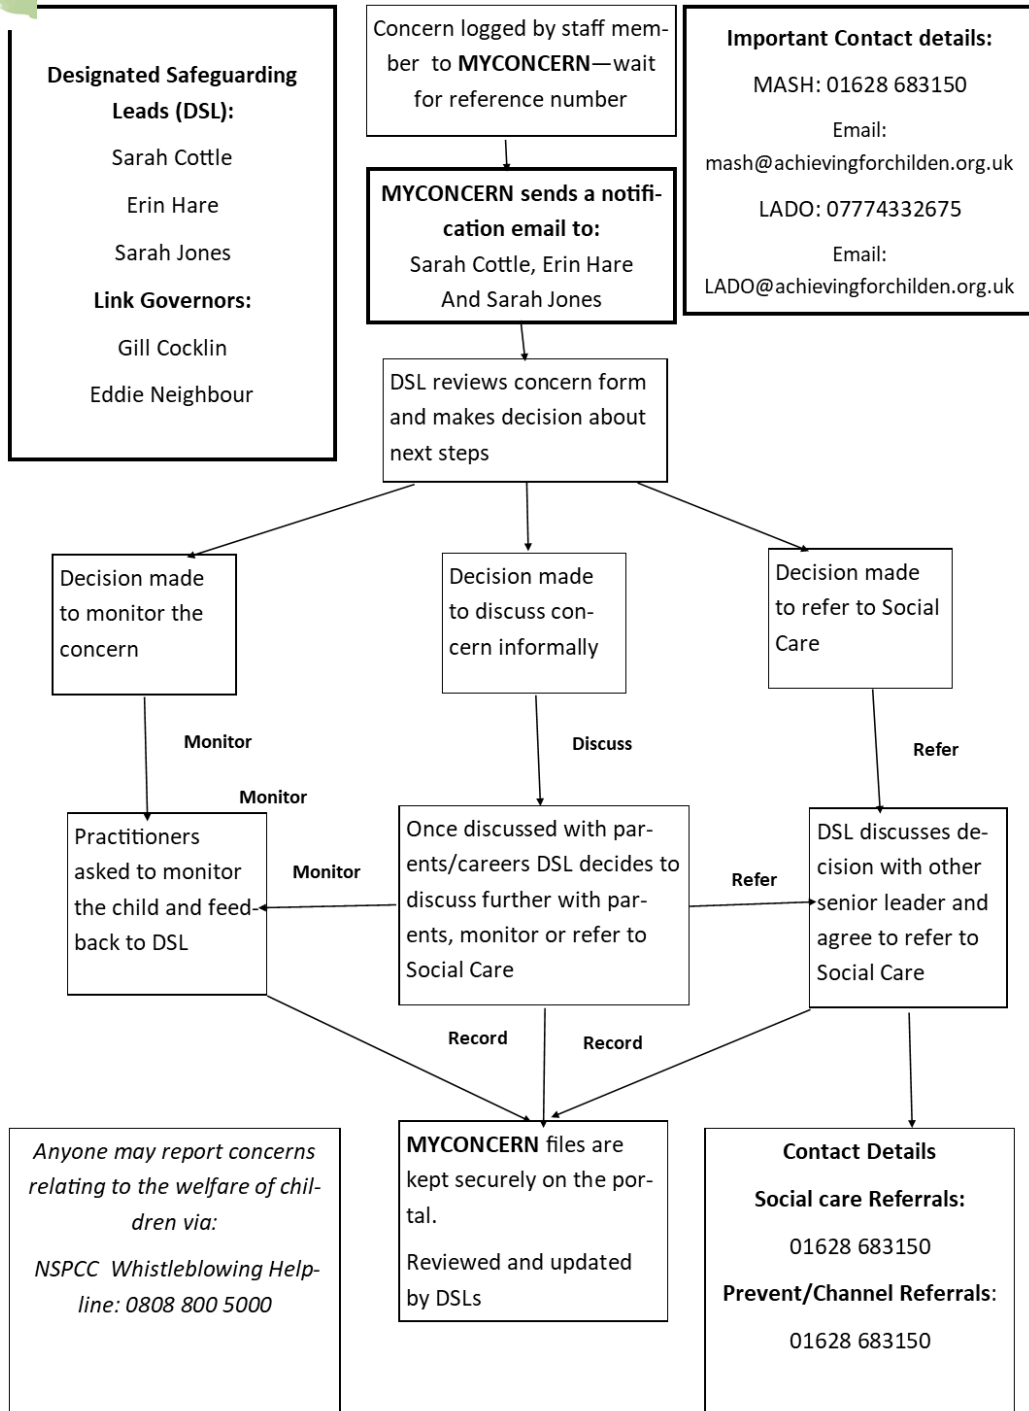 Designated Safeguarding
Leads (DSL):
Sarah Cottle
Erin Hare
Sarah Jones
Link Governors:
Gill Cocklin
Eddie Neighbour
Concern logged by staff mem-
ber to MYCONCERN—wait
for reference number
Important Contact details:
MASH: 01628 683150
Email:
mash@achievingforchilden.org.uk
LADO: 07774332675
Email:
LADO@achievingforchilden.org.uk
MYCONCERN sends a notifi-
cation email to:
Sarah Cottle, Erin Hare
And Sarah Jones
DSL reviews concern form
and makes decision about
next steps
Decision made
to monitor the
concern
Decision made
to discuss con-
cern informally
Decision made
to refer to Social
Care
Monitor
Discuss
Refer
Monitor
Practitioners
asked to monitor
the child and feed-
back to DSL
Monitor
Once discussed with par-
ents/careers DSL decides to
discuss further with par-
ents, monitor or refer to
Social Care
Refer
DSL discusses de-
cision with other
senior leader and
agree to refer to
Social Care
Record
Record
Anyone may report concerns
relating to the welfare of chil-
dren via:
NSPCC Whistleblowing Help-
line: 0808 800 5000
MYCONCERN files are
kept securely on the por-
tal.
Reviewed and updated
by DSLs
Contact Details
Social care Referrals:
01628 683150
Prevent/Channel Referrals:
01628 683150